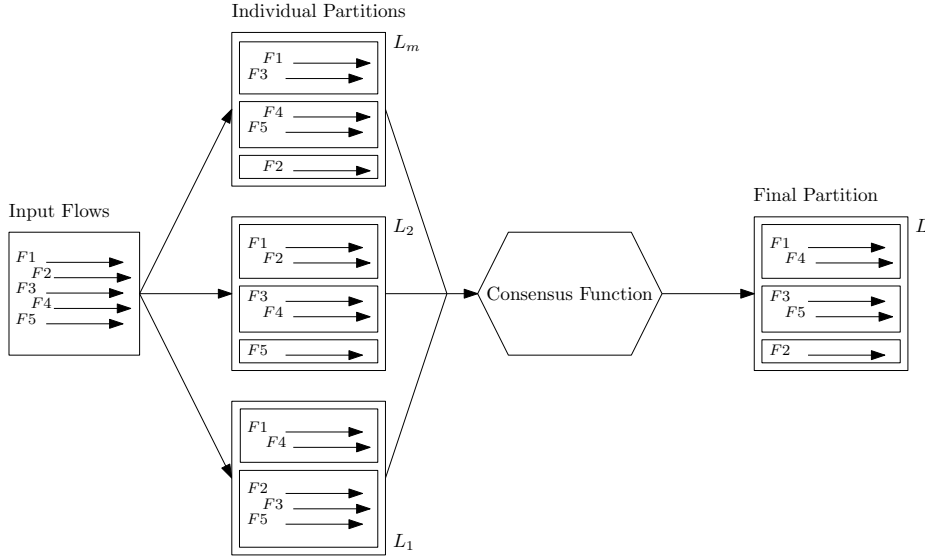 Individual Partitions
L_m
F1
F3
F4
F5
F2
Input Flows
F1
F2
F3
F4
F5
L_2
F1
F2
F3
F4
F5
Consensus Function
Final Partition
L
F1
F4
F3
F5
F2
F1
F4
F2
F3
F5
L_1